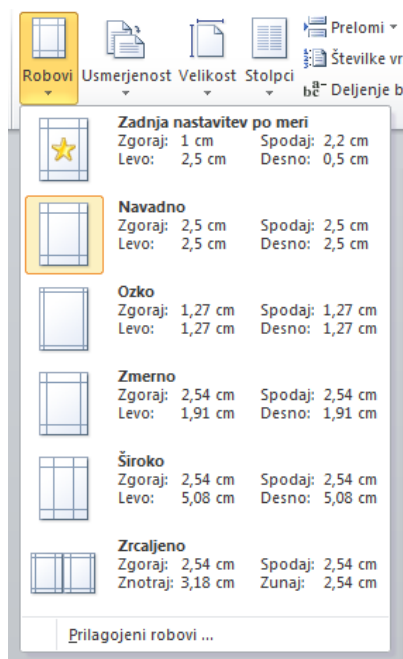 Robovi Usmerjenost Velikost Stolpci
Prelomi
Številke vr
Deljenje b
Zadnja nastavitev po meri
Zgoraj: 1 cm Spodaj: 2,2 cm
Levo: 2,5 cm Desno: 0,5 cm
Navadno
Zgoraj: 2,5 cm Spodaj: 2,5 cm
Levo: 2,5 cm Desno: 2,5 cm
Ozko
Zgoraj: 1,27 cm Spodaj: 1,27 cm
Levo: 1,27 cm Desno: 1,27 cm
Zmerno
Zgoraj: 2,54 cm Spodaj: 2,54 cm
Levo: 1,91 cm Desno: 1,91 cm
Široko
Zgoraj: 2,54 cm Spodaj: 2,54 cm
Levo: 5,08 cm Desno: 5,08 cm
Zrcaljeno
Zgoraj: 2,54 cm Spodaj: 2,54 cm
Znotraj: 3,18 cm Zunaj: 2,54 cm
Prilagojeni robovi ...